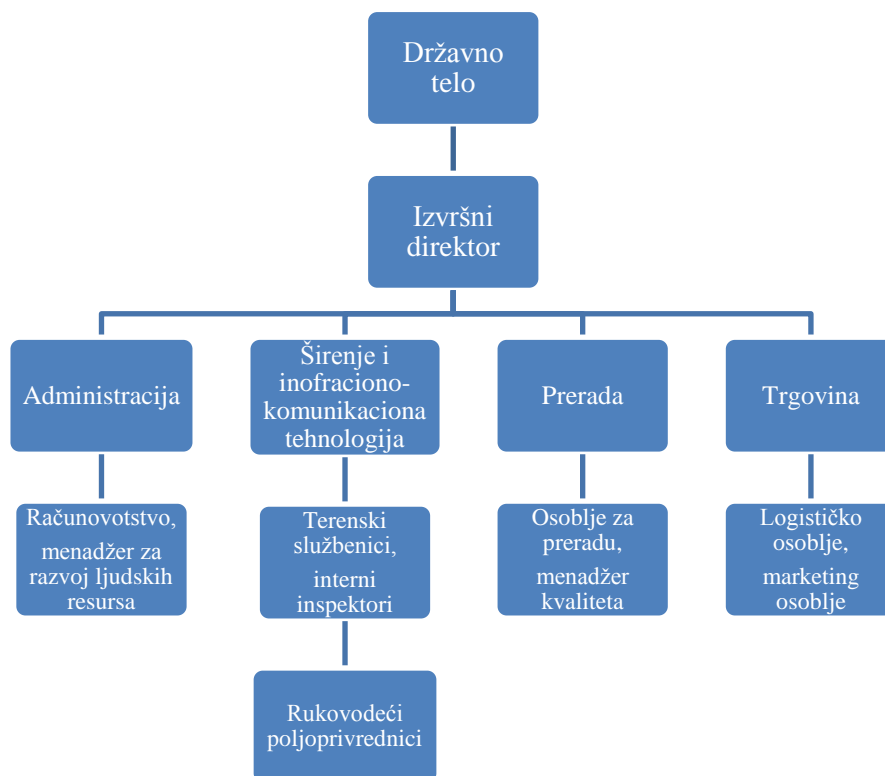 Državno
telo
Izvršni
direktor
Administracija
Širenje i
inofraciono-
komunikaciona
tehnologija
Prerada
Trgovina
Računovotstvo,
menadžer za
razvoj ljudskih
resursa
Terenski
službenici,
interni
inspektori
Osoblje za
preradu,
menadžer
kvaliteta
Logističko
osoblje,
marketing
osoblje
Rukovodeći
poljoprivrednici